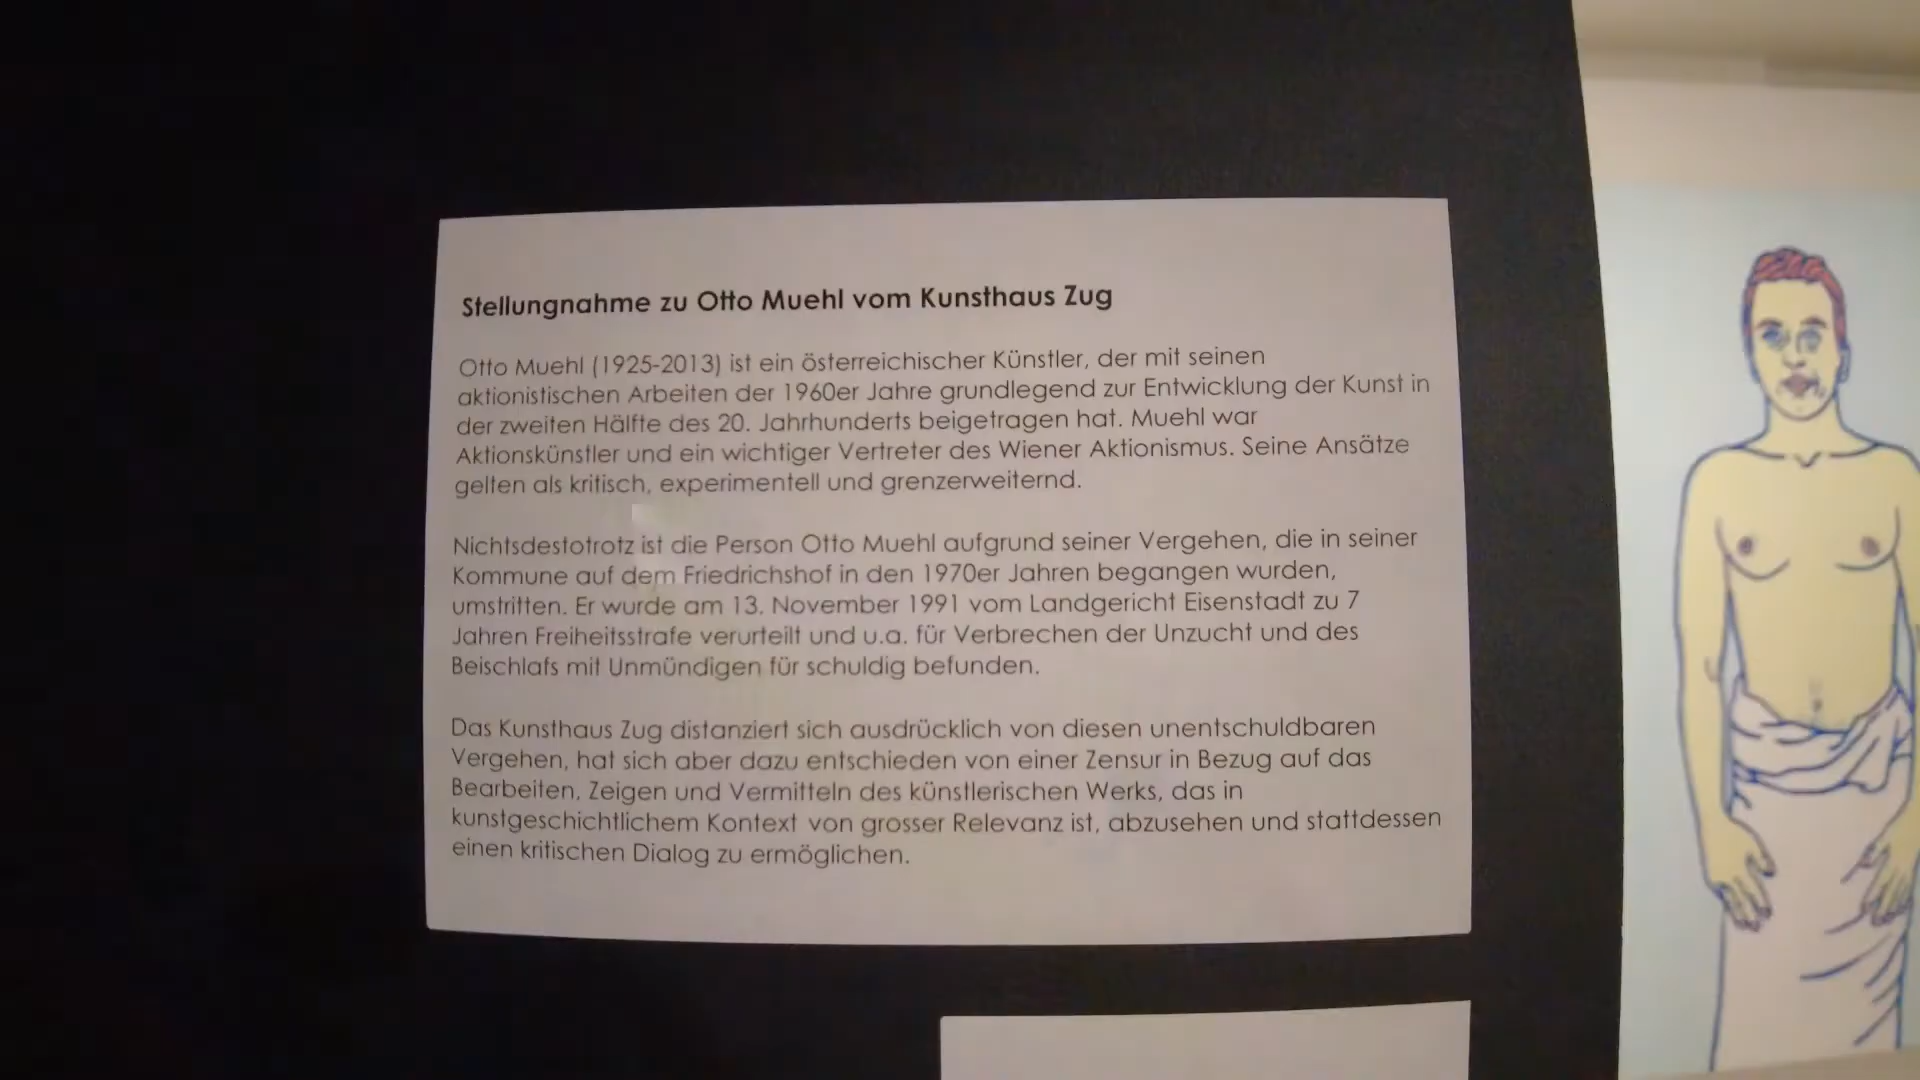 Stellungnahme zu Otto Muehl vom Kunsthaus Zug
Otto Muehl (1925-2013) ist ein österreichischer Künstler, der mit seinen
aktionistischen Arbeiten der 1960er Jahre grundlegend zur Entwicklung der Kunst in
der zweiten Hälfte des 20. Jahrhunderts beigetragen hat. Muehl war
Aktionskünstler und ein wichtiger Vertreter des Wiener Aktionismus. Seine Ansätze
gelten als kritisch, experimentell und grenzerweiternd.
Nichtsdestotrotz ist die Person Otto Muehl aufgrund seiner Vergehen, die in seiner
Kommune auf dem Friedrichshof in den 1970er Jahren begangen wurden,
umstritten. Er wurde am 13. November 1991 vom Landgericht Eisenstadt zu 7
Jahren Freiheitsstrafe verurteilt und u.a. für Verbrechen der Unzucht und des
Beischlafs mit Unmündigen für schuldig befunden.
Das Kunsthaus Zug distanziert sich ausdrücklich von diesen unentschuldbaren
Vergehen, hat sich aber dazu entschieden von einer Zensur in Bezug auf das
Bearbeiten, Zeigen und Vermitteln des künstlerischen Werks, das in
kunstgeschichtlichem Kontext von grosser Relevanz ist, abzusehen und stattdessen
einen kritischen Dialog zu ermöglichen.